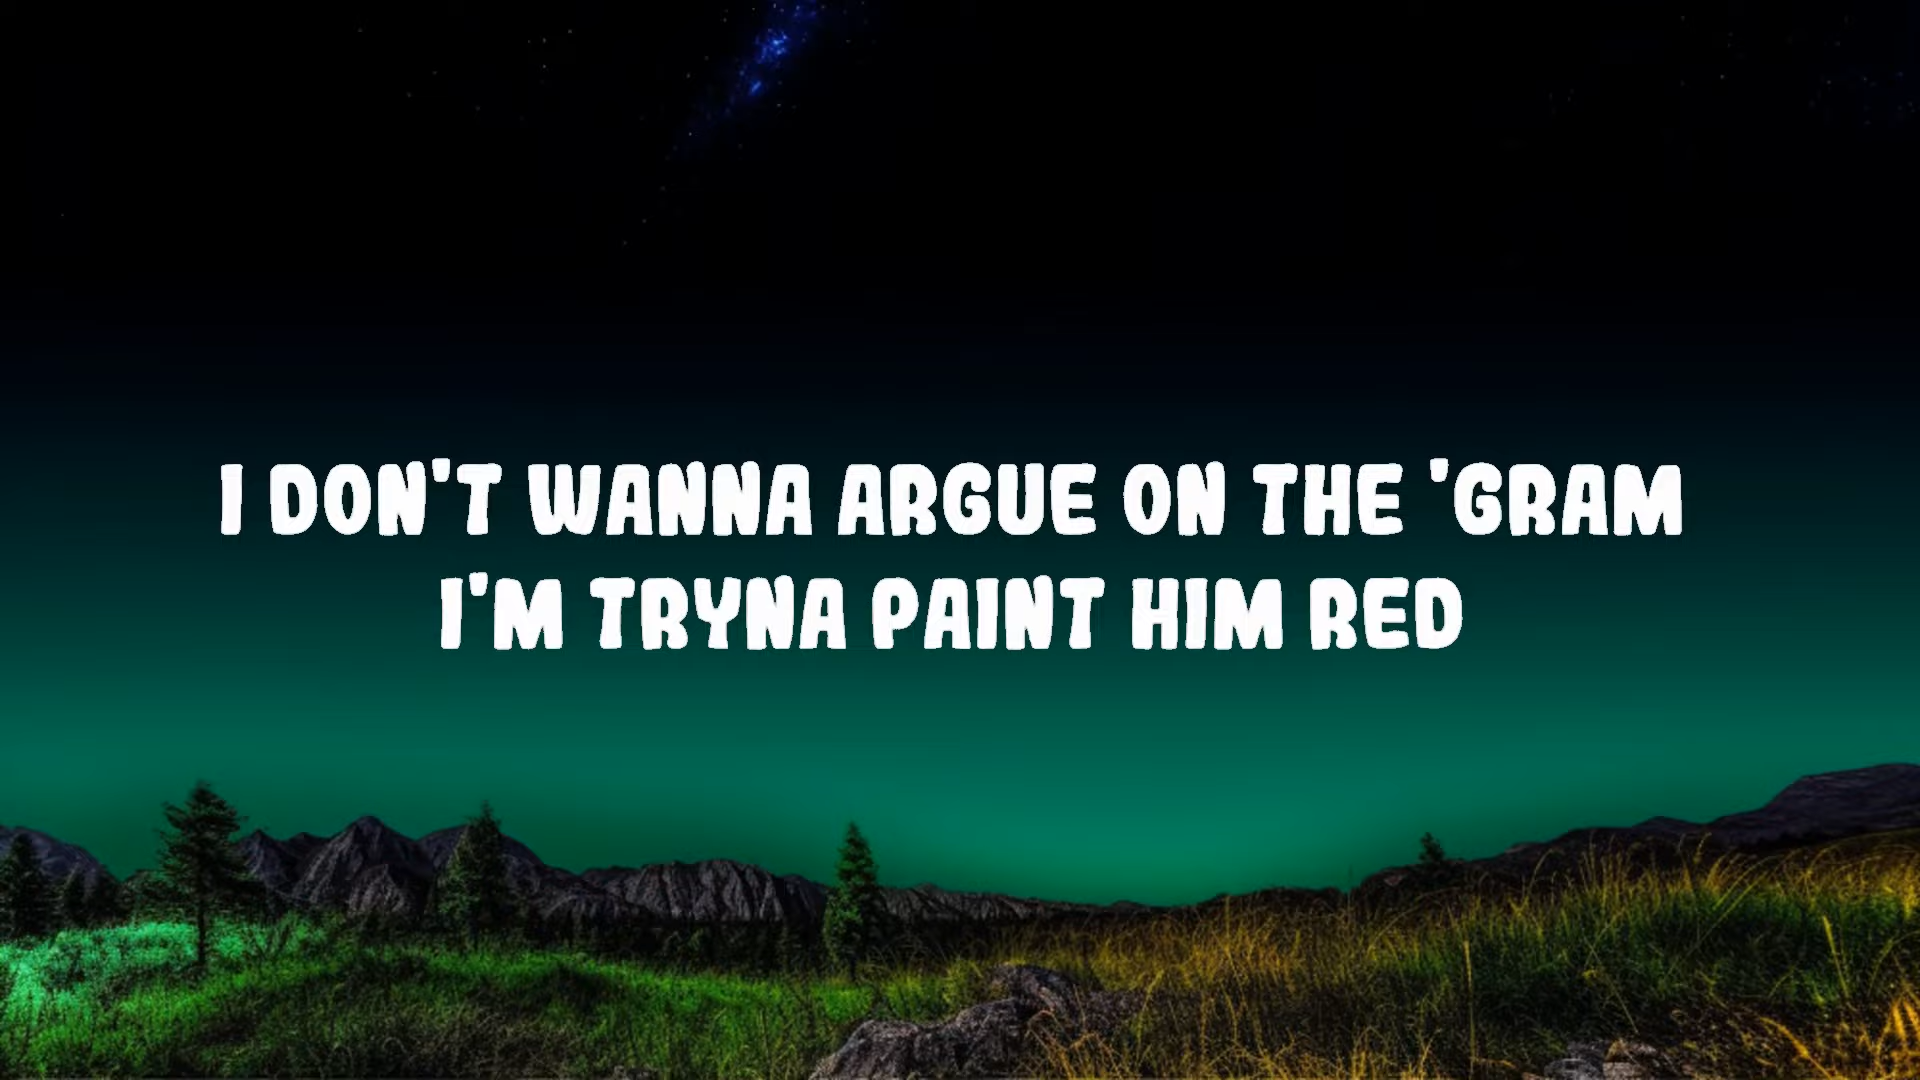 I DON'T WANNA ARGUE ON THE 'GRAM
I'M TRYNA PAINT HIM RED